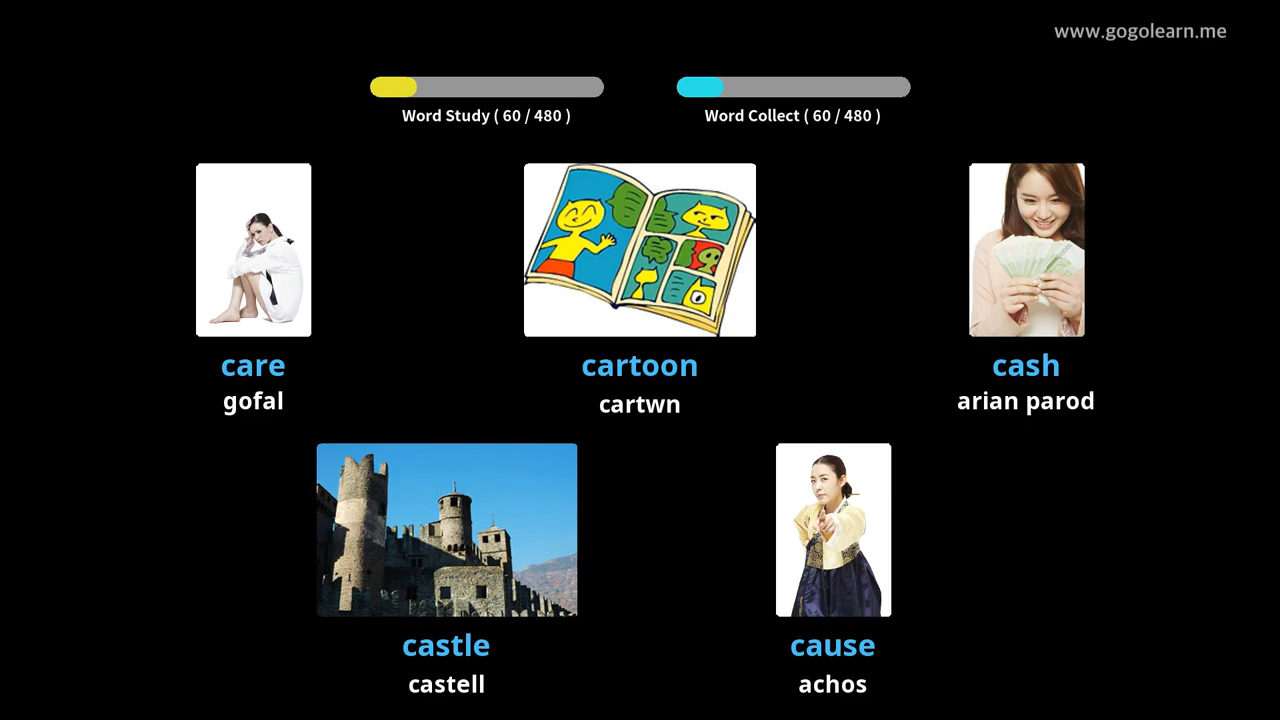 www.gogolearn.me
Word Study ( 60 / 480 )
Word Collect ( 60 / 480 )
care
gofal
cartoon
cartwn
cash
arian parod
castle
castell
cause
achos